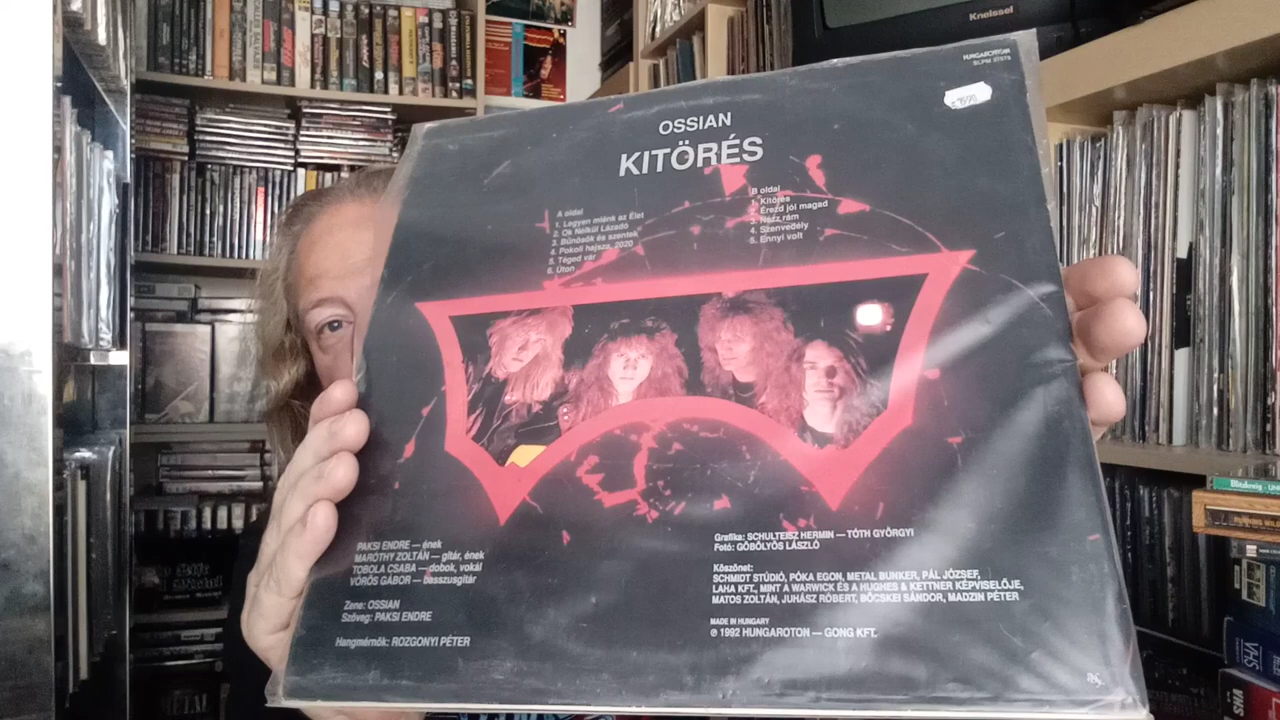 Kneissel
HUNGAROTON
OSSIAN
KITÖRÉS
A oldal
1. Legyen miénk az Élet
2. Ok Nélkül Lázadó
3. Bűnösök és szentek
4. Pokoli hajsza, 2020
5. Téged vár
6. Úton
B oldal
1. Kitörés
2. Érezd jól magad
3. Nézz rám
4. Szenvedély
5. Ennyi volt
PAKSI ENDRE — ének
MARÓTHY ZOLTÁN — gitár, ének
TOBOLA CSABA — dobok, vokál
VÖRÖS GÁBOR — basszusgitár
Zene: OSSIAN
Szöveg: PAKSI ENDRE
Hangmérnök: ROZGONYI PÉTER
Grafika: SCHULTEISZ HERMIN — TÓTH GYÖRGYI
Fotó: GÖBÖLYÖS LÁSZLÓ
Köszönet:
SCHMIDT STÚDIÓ, PÓKA EGON, METAL BUNKER, PÁL JÓZSEF,
LAHA KFT., MINT A WARWICK ÉS A HUGHES & KETTNER KÉPVISELŐJE,
MATOS ZOLTÁN, JUHÁSZ RÓBERT, BÖCSKEI SÁNDOR, MADZIN PÉTER
MADE IN HUNGARY
℗ 1992 HUNGAROTON — GONG KFT.
Blitzkrieg
VHS
VHS